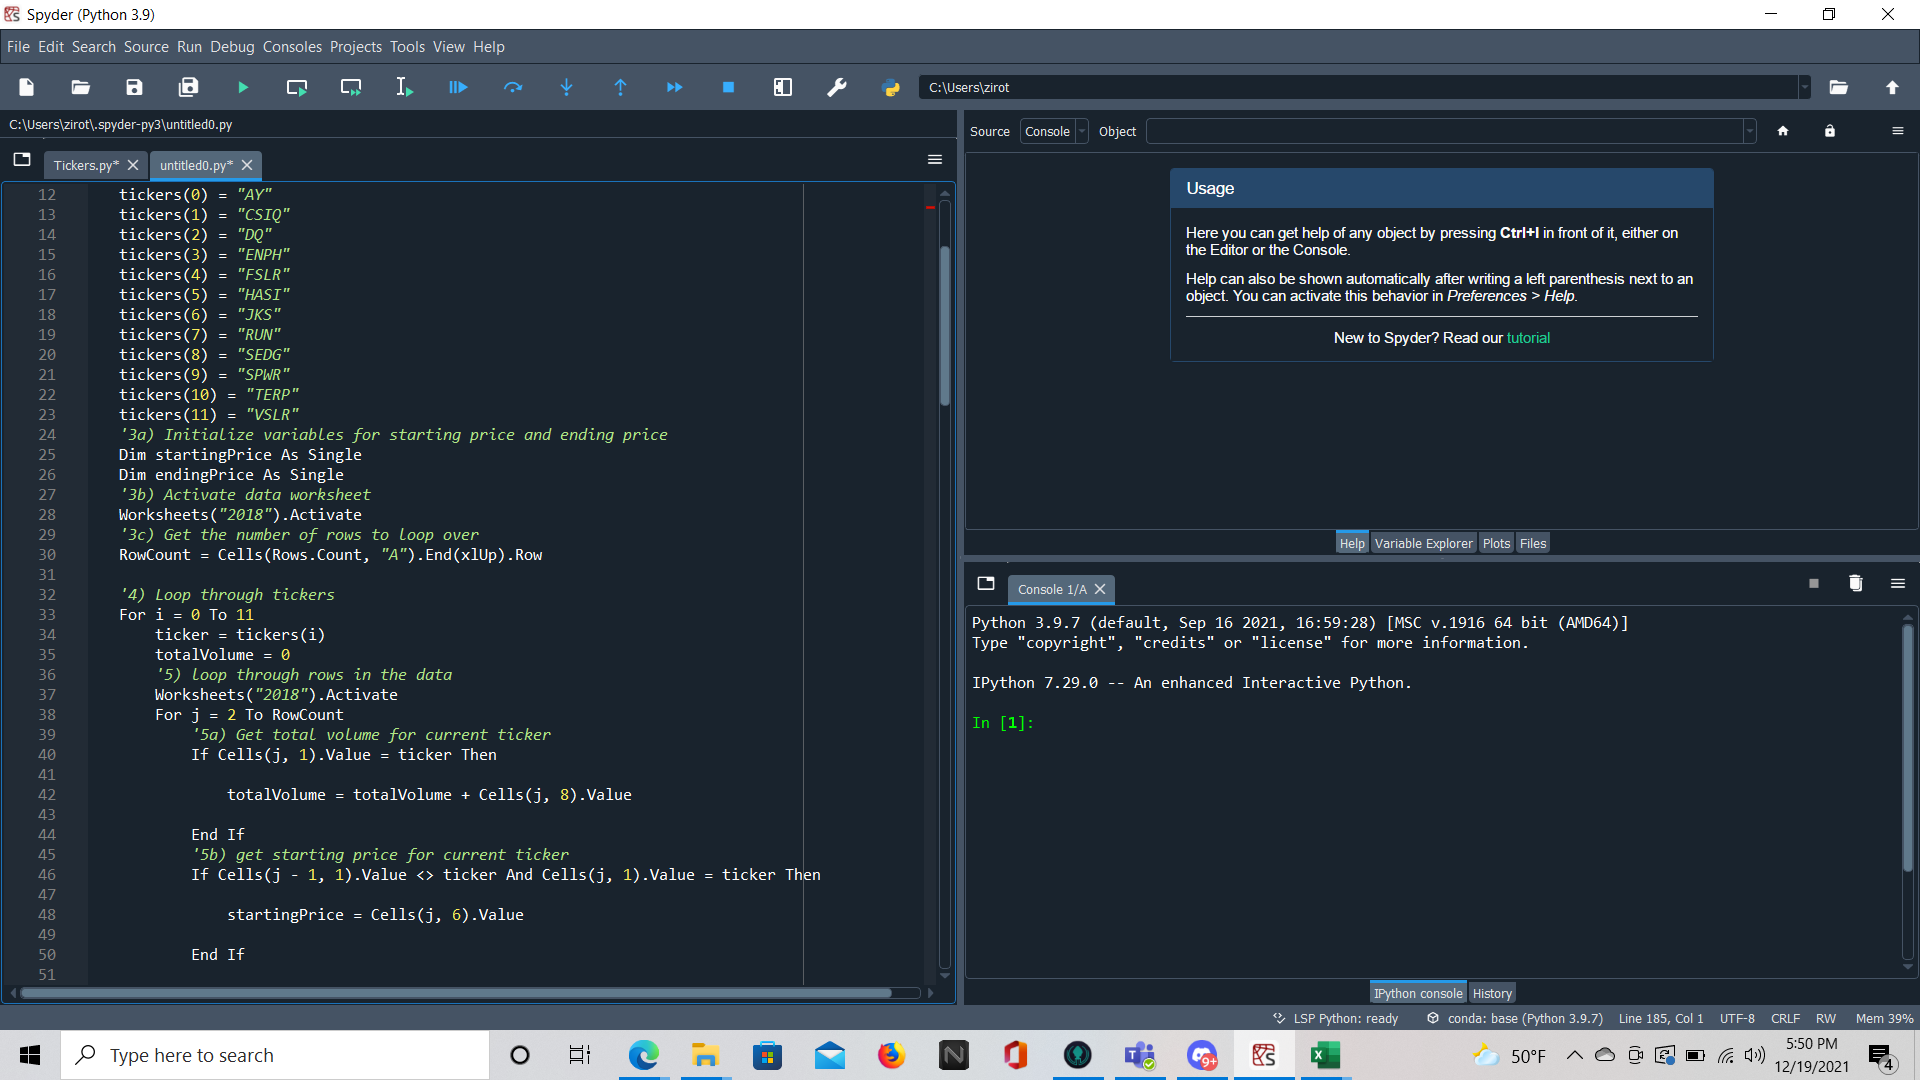 Spyder (Python 3.9)
File Edit Search Source Run Debug Consoles Projects Tools View Help
C:\Users\zirot
C:\Users\zirot\.spyder-py3\untitled0.py
Tickers.py*
untitled0.py*
12 tickers(0) = "AY"
13 tickers(1) = "CSIQ"
14 tickers(2) = "DQ"
15 tickers(3) = "ENPH"
16 tickers(4) = "FSLR"
17 tickers(5) = "HASI"
18 tickers(6) = "JKS"
19 tickers(7) = "RUN"
20 tickers(8) = "SEDG"
21 tickers(9) = "SPWR"
22 tickers(10) = "TERP"
23 tickers(11) = "VSLR"
24 '3a) Initialize variables for starting price and ending price
25 Dim startingPrice As Single
26 Dim endingPrice As Single
27 '3b) Activate data worksheet
28 Worksheets("2018").Activate
29 '3c) Get the number of rows to loop over
30 RowCount = Cells(Rows.Count, "A").End(xlUp).Row
31
32 '4) Loop through tickers
33 For i = 0 To 11
34 ticker = tickers(i)
35 totalVolume = 0
36 '5) loop through rows in the data
37 Worksheets("2018").Activate
38 For j = 2 To RowCount
39 '5a) Get total volume for current ticker
40 If Cells(j, 1).Value = ticker Then
41
42 totalVolume = totalVolume + Cells(j, 8).Value
43
44 End If
45 '5b) get starting price for current ticker
46 If Cells(j - 1, 1).Value <> ticker And Cells(j, 1).Value = ticker Then
47
48 startingPrice = Cells(j, 6).Value
49
50 End If
51
Source Console Object
Usage
Here you can get help of any object by pressing Ctrl+I in front of it, either on
the Editor or the Console.
Help can also be shown automatically after writing a left parenthesis next to an
object. You can activate this behavior in Preferences > Help.
New to Spyder? Read our tutorial
Help Variable Explorer Plots Files
Console 1/A
Python 3.9.7 (default, Sep 16 2021, 16:59:28) [MSC v.1916 64 bit (AMD64)]
Type "copyright", "credits" or "license" for more information.
IPython 7.29.0 -- An enhanced Interactive Python.
In [1]:
IPython console History
LSP Python: ready conda: base (Python 3.9.7) Line 185, Col 1 UTF-8 CRLF RW Mem 39%
Type here to search
9+
50°F
5:50 PM
12/19/2021
4